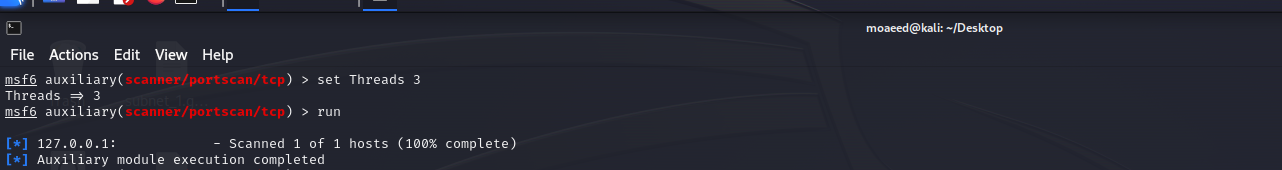 moaeed@kali: ~/Desktop
File Actions Edit View Help
msf6 auxiliary(scanner/portscan/tcp) > set Threads 3
Threads ⇒ 3
msf6 auxiliary(scanner/portscan/tcp) > run
[*] 127.0.0.1: - Scanned 1 of 1 hosts (100% complete)
[*] Auxiliary module execution completed